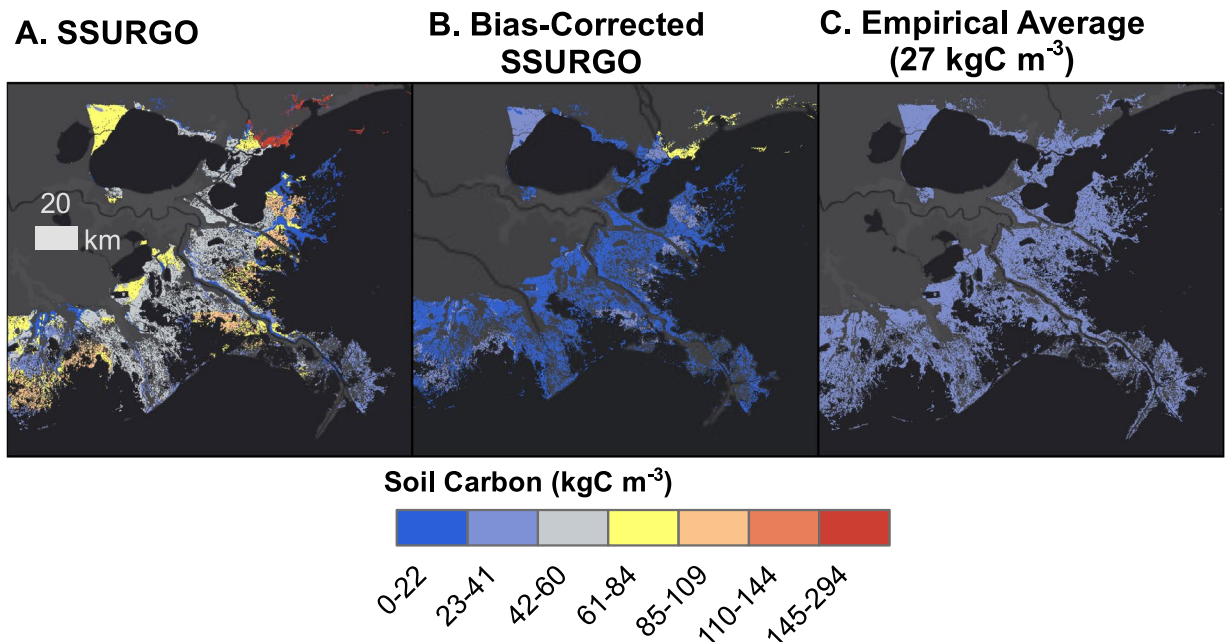 A. SSURGO
B. Bias-Corrected
SSURGO
C. Empirical Average
(27 kgC m⁻³)
20
km
Soil Carbon (kgC m⁻³)
0-22
23-41
42-60
61-84
85-109
110-144
145-294